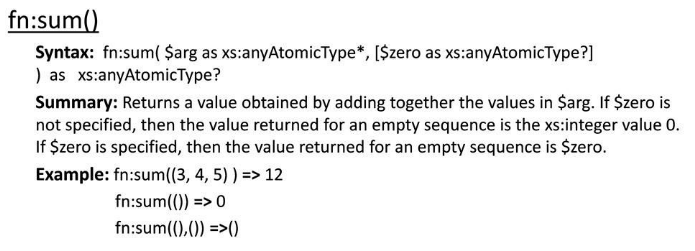 fn:sum()
Syntax: fn:sum( $arg as xs:anyAtomicType*, [$zero as xs:anyAtomicType?]
) as xs:anyAtomicType?
Summary: Returns a value obtained by adding together the values in $arg. If $zero is
not specified, then the value returned for an empty sequence is the xs:integer value 0.
If $zero is specified, then the value returned for an empty sequence is $zero.
Example: fn:sum((3, 4, 5) ) => 12
fn:sum(()) => 0
fn:sum((),()) =>()